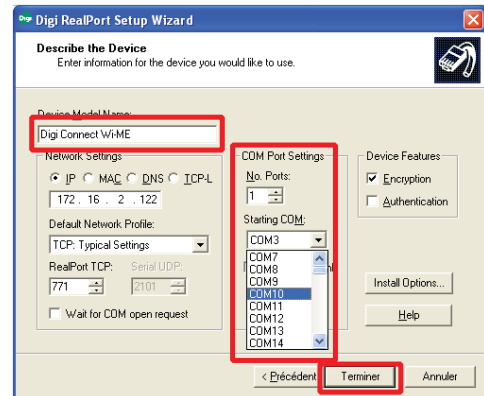 Digi RealPort Setup Wizard
Describe the Device
Enter information for the device you would like to use.
Device Model Name:
Digi Connect Wi-ME
Network Settings
IP MAC DNS TCP-L
172 . 16 . 2 . 122
Default Network Profile:
TCP: Typical Settings
RealPort TCP: Serial UDP:
771 2101
Wait for COM open request
COM Port Settings
No. Ports:
1
Starting COM:
COM3
COM7
COM8
COM9
COM10
COM11
COM12
COM13
COM14
Device Features
Encryption
Authentication
Install Options...
Help
< Précédent Terminer Annuler